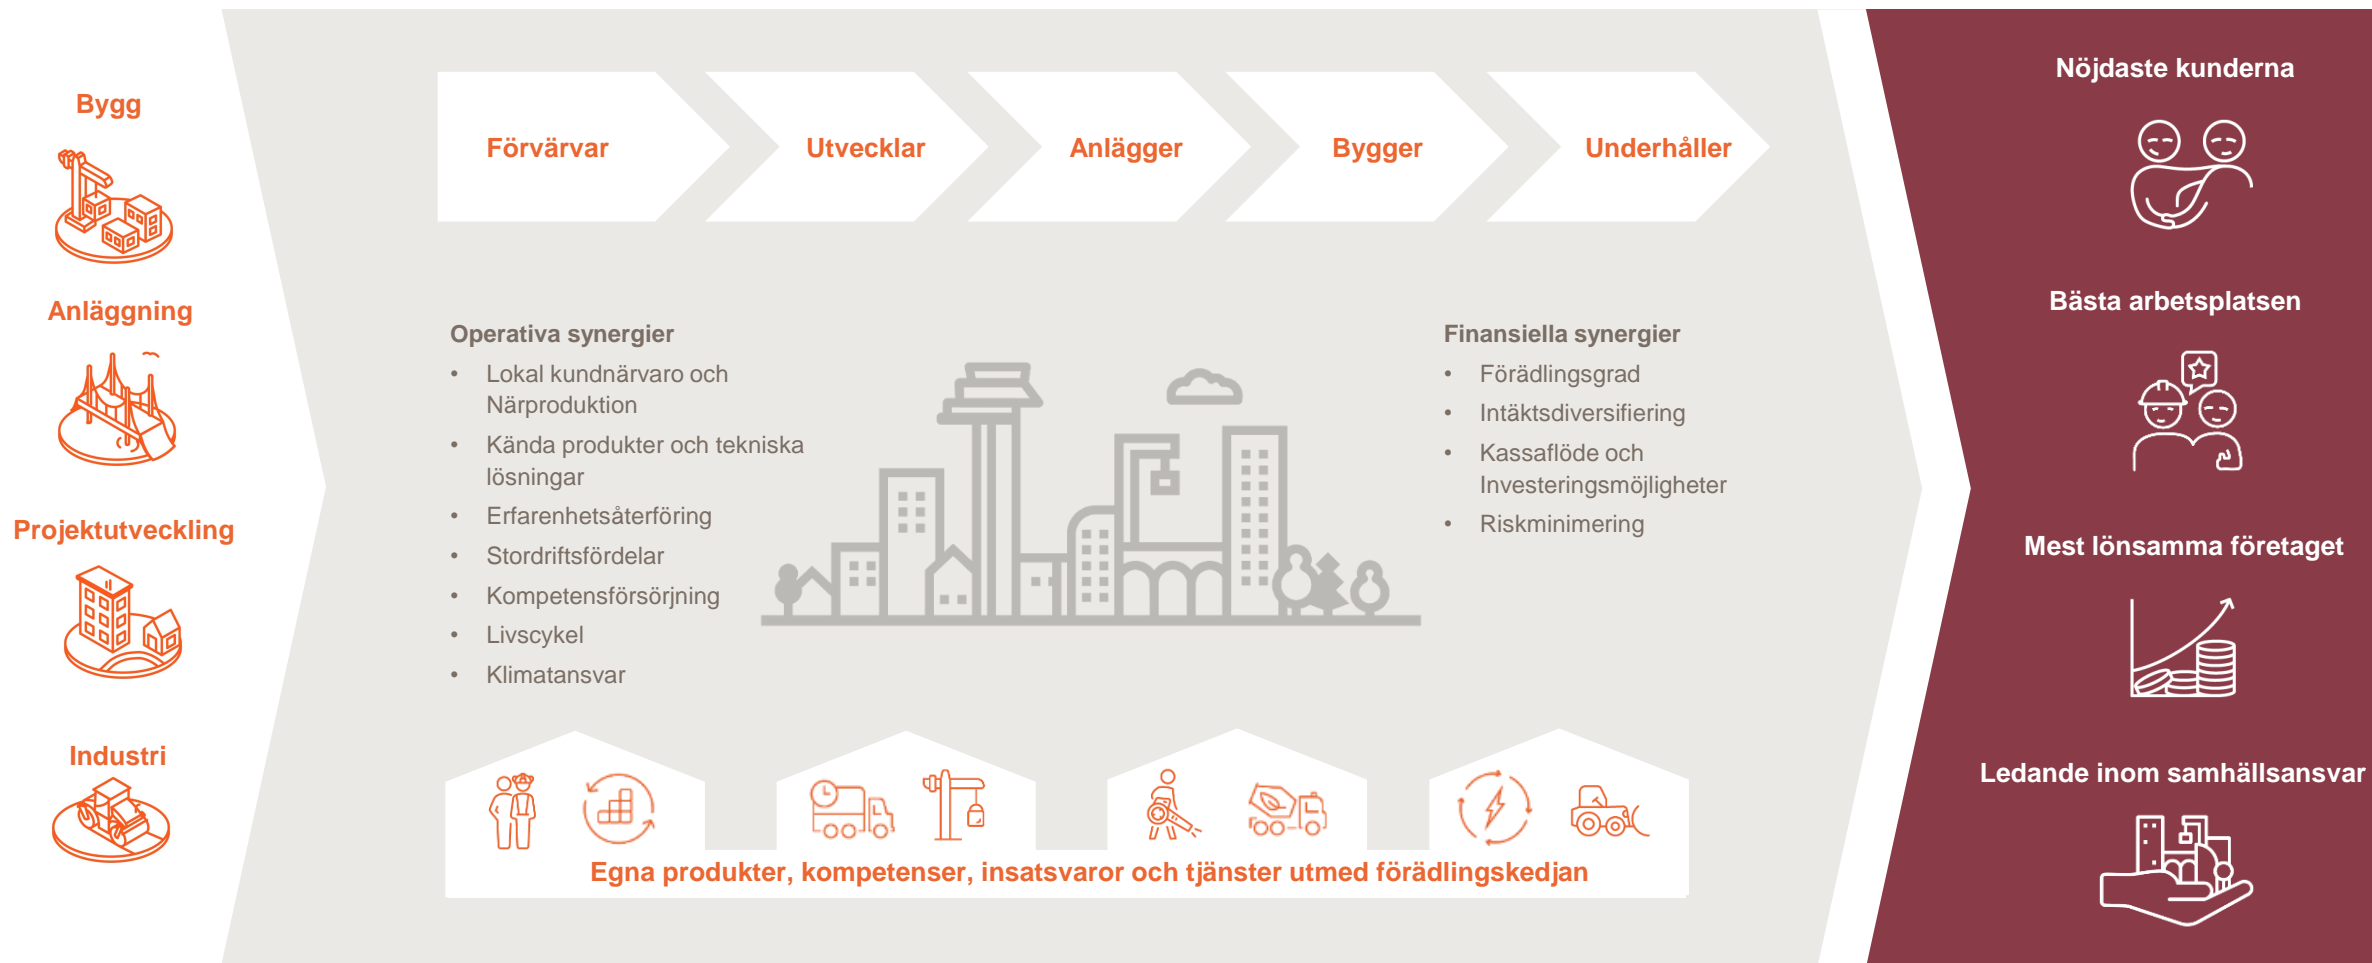 Bygg
Anläggning
Projektutveckling
Industri
Förvärvar
Utvecklar
Anlägger
Bygger
Underhåller
Operativa synergier
• Lokal kundnärvaro och
Närproduktion
• Kända produkter och tekniska
lösningar
• Erfarenhetsåterföring
• Stordriftsfördelar
• Kompetensförsörjning
• Livscykel
• Klimatansvar
Finansiella synergier
• Förädlingsgrad
• Intäktsdiversifiering
• Kassaflöde och
Investeringsmöjligheter
• Riskminimering
Egna produkter, kompetenser, insatsvaror och tjänster utmed förädlingskedjan
Nöjdaste kunderna
Bästa arbetsplatsen
Mest lönsamma företaget
Ledande inom samhällsansvar